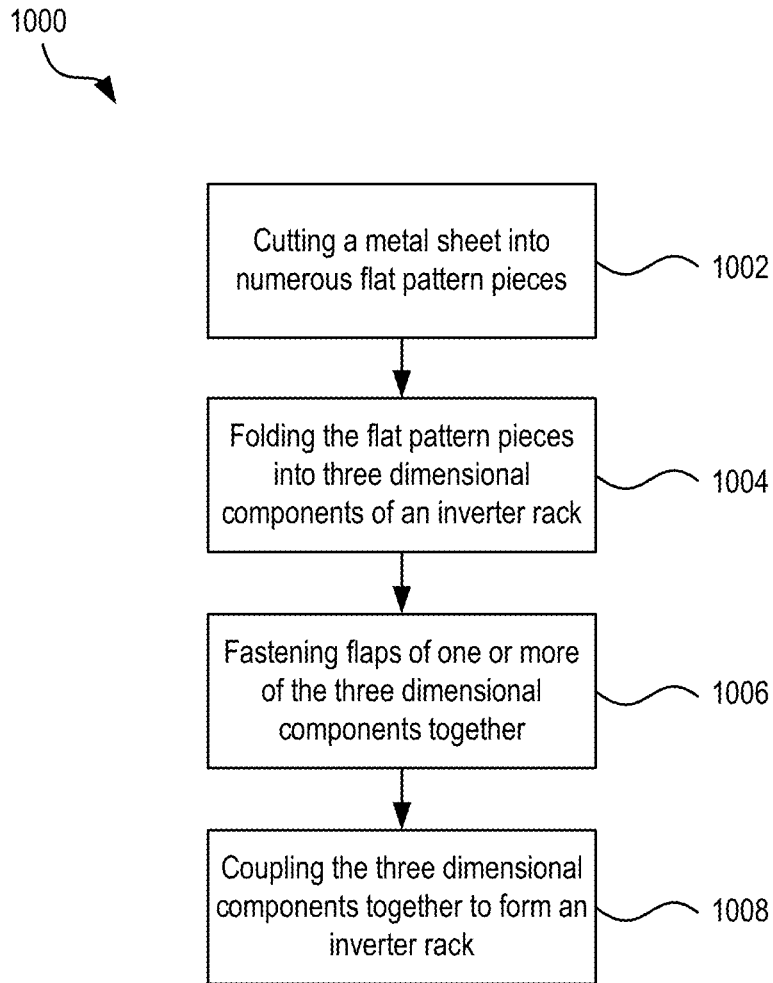 1000
Cutting a metal sheet into
numerous flat pattern pieces
1002
Folding the flat pattern pieces
into three dimensional
components of an inverter rack
1004
Fastening flaps of one or more
of the three dimensional
components together
1006
Coupling the three dimensional
components together to form an
inverter rack
1008